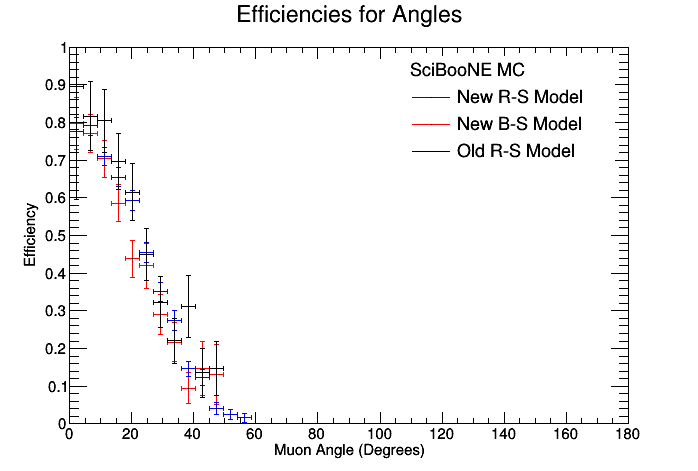 Efficiencies for Angles
SciBooNE MC
New R-S Model
New B-S Model
Old R-S Model
Efficiency
1
0.9
0.8
0.7
0.6
0.5
0.4
0.3
0.2
0.1
0
0 20 40 60 80 100 120 140 160 180
Muon Angle (Degrees)